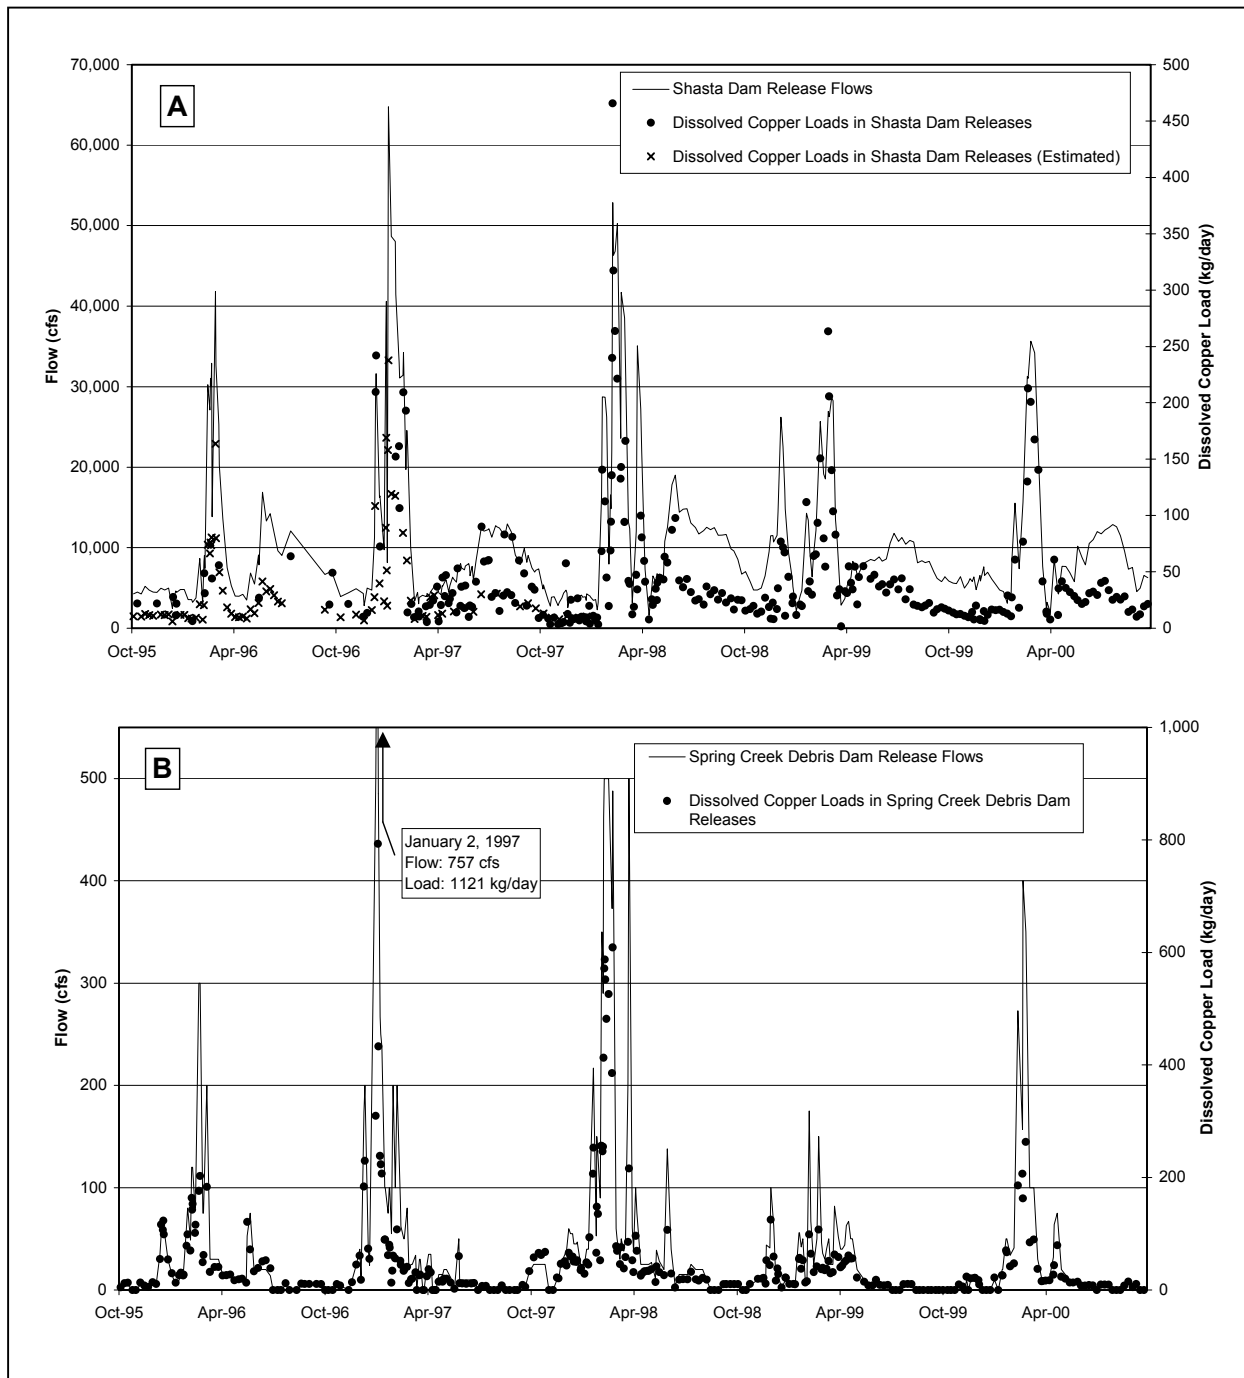 A
Shasta Dam Release Flows
Dissolved Copper Loads in Shasta Dam Releases
Dissolved Copper Loads in Shasta Dam Releases (Estimated)
70,000
60,000
50,000
40,000
30,000
20,000
10,000
0
Flow (cfs)
500
450
400
350
300
250
200
150
100
50
0
Dissolved Copper Load (kg/day)
Oct-95 Apr-96 Oct-96 Apr-97 Oct-97 Apr-98 Oct-98 Apr-99 Oct-99 Apr-00
B
Spring Creek Debris Dam Release Flows
Dissolved Copper Loads in Spring Creek Debris Dam
Releases
January 2, 1997
Flow: 757 cfs
Load: 1121 kg/day
500
400
300
200
100
0
Flow (cfs)
1,000
800
600
400
200
0
Dissolved Copper Load (kg/day)
Oct-95 Apr-96 Oct-96 Apr-97 Oct-97 Apr-98 Oct-98 Apr-99 Oct-99 Apr-00